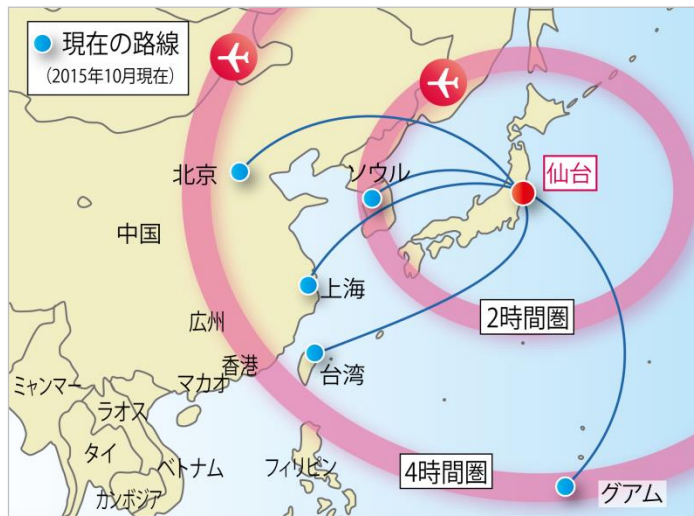 現在の路線
(2015年10月現在)
北京
ソウル
仙台
中国
上海
2時間圏
広州
台湾
香港
ミャンマー
マカオ
ラオス
タイ
ベトナム
フィリピン
4時間圏
グアム
カンボジア